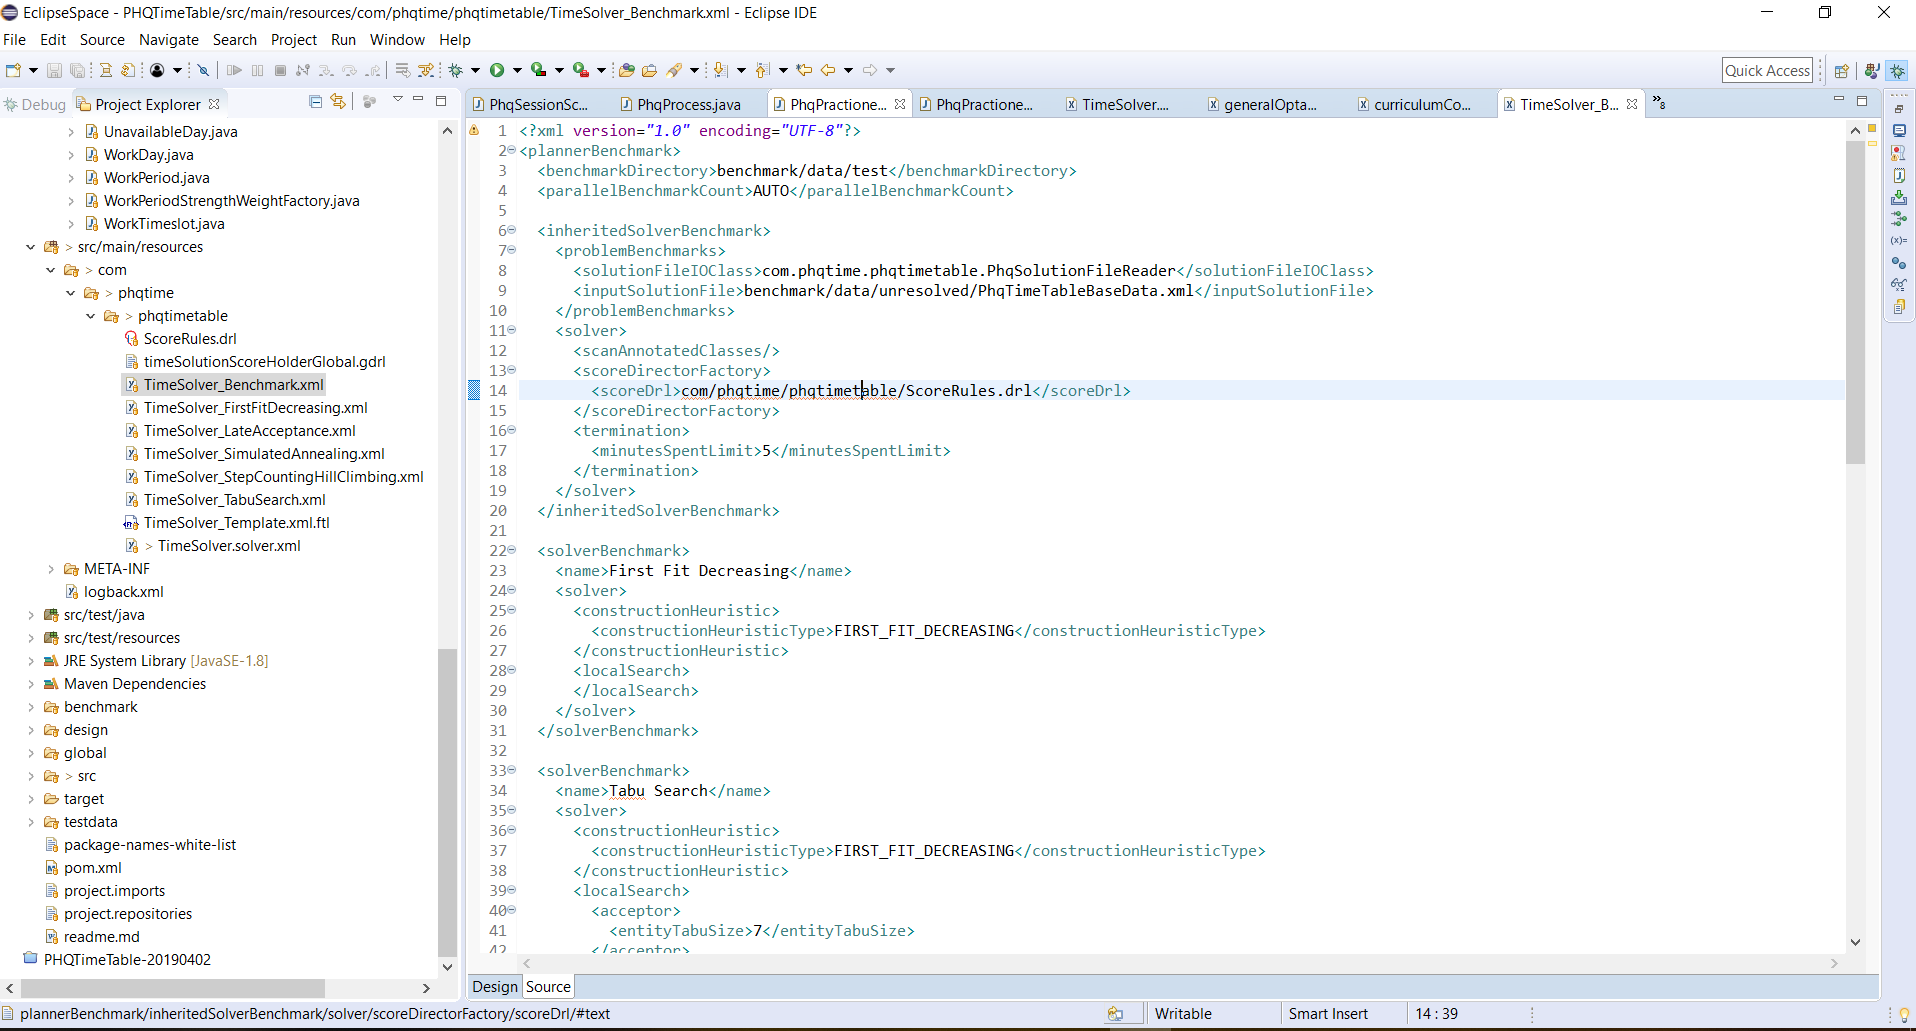 EclipseSpace - PHQTimeTable/src/main/resources/com/phqtime/phqtimetable/TimeSolver_Benchmark.xml - Eclipse IDE
File Edit Source Navigate Search Project Run Window Help
Quick Access
Debug Project Explorer
PhqSessionSc... PhqProcess.java PhqPractione... PhqPractione... TimeSolver.... generalOpta... curriculumCo... TimeSolver_B... »8
UnavailableDay.java
WorkDay.java
WorkPeriod.java
WorkPeriodStrengthWeightFactory.java
WorkTimeslot.java
> src/main/resources
> com
> phqtime
> phqtimetable
ScoreRules.drl
timeSolutionScoreHolderGlobal.gdrl
TimeSolver_Benchmark.xml
TimeSolver_FirstFitDecreasing.xml
TimeSolver_LateAcceptance.xml
TimeSolver_SimulatedAnnealing.xml
TimeSolver_StepCountingHillClimbing.xml
TimeSolver_TabuSearch.xml
TimeSolver_Template.xml.ftl
> TimeSolver.solver.xml
META-INF
logback.xml
src/test/java
src/test/resources
JRE System Library [JavaSE-1.8]
Maven Dependencies
benchmark
design
global
> src
target
testdata
package-names-white-list
pom.xml
project.imports
project.repositories
readme.md
PHQTimeTable-20190402
1 <?xml version="1.0" encoding="UTF-8"?>
2 <plannerBenchmark>
3 <benchmarkDirectory>benchmark/data/test</benchmarkDirectory>
4 <parallelBenchmarkCount>AUTO</parallelBenchmarkCount>
5
6 <inheritedSolverBenchmark>
7 <problemBenchmarks>
8 <solutionFileIOClass>com.phqtime.phqtimetable.PhqSolutionFileReader</solutionFileIOClass>
9 <inputSolutionFile>benchmark/data/unresolved/PhqTimeTableBaseData.xml</inputSolutionFile>
10 </problemBenchmarks>
11 <solver>
12 <scanAnnotatedClasses/>
13 <scoreDirectorFactory>
14 <scoreDrl>com/phqtime/phqtimetable/ScoreRules.drl</scoreDrl>
15 </scoreDirectorFactory>
16 <termination>
17 <minutesSpentLimit>5</minutesSpentLimit>
18 </termination>
19 </solver>
20 </inheritedSolverBenchmark>
21
22 <solverBenchmark>
23 <name>First Fit Decreasing</name>
24 <solver>
25 <constructionHeuristic>
26 <constructionHeuristicType>FIRST_FIT_DECREASING</constructionHeuristicType>
27 </constructionHeuristic>
28 <localSearch>
29 </localSearch>
30 </solver>
31 </solverBenchmark>
32
33 <solverBenchmark>
34 <name>Tabu Search</name>
35 <solver>
36 <constructionHeuristic>
37 <constructionHeuristicType>FIRST_FIT_DECREASING</constructionHeuristicType>
38 </constructionHeuristic>
39 <localSearch>
40 <acceptor>
41 <entityTabuSize>7</entityTabuSize>
42 </acceptor>
(x)=
Design Source
plannerBenchmark/inheritedSolverBenchmark/solver/scoreDirectorFactory/scoreDrl/#text
Writable Smart Insert 14 : 39